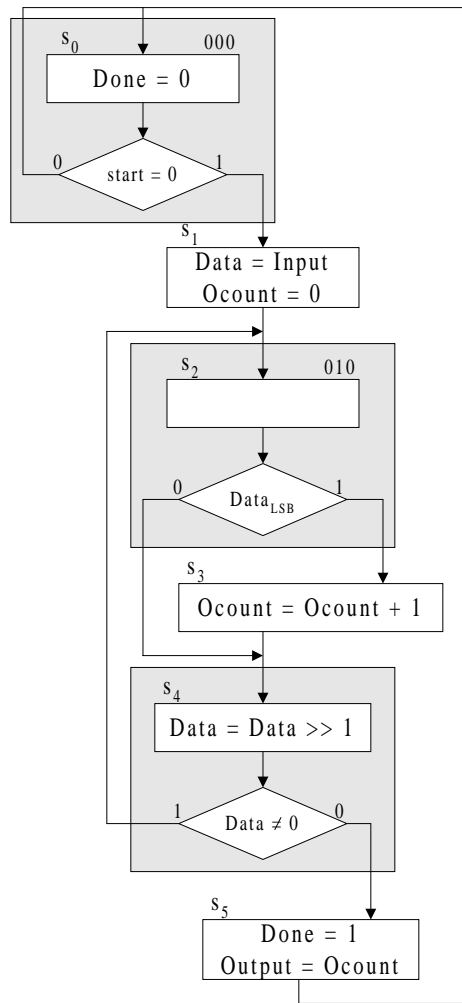 s0 000
Done = 0
0 1
start = 0
s1
Data = Input
Ocount = 0
s2 010
0 1
DataLSB
s3
Ocount = Ocount + 1
s4
Data = Data >> 1
1 0
Data ≠ 0
s5
Done = 1
Output = Ocount